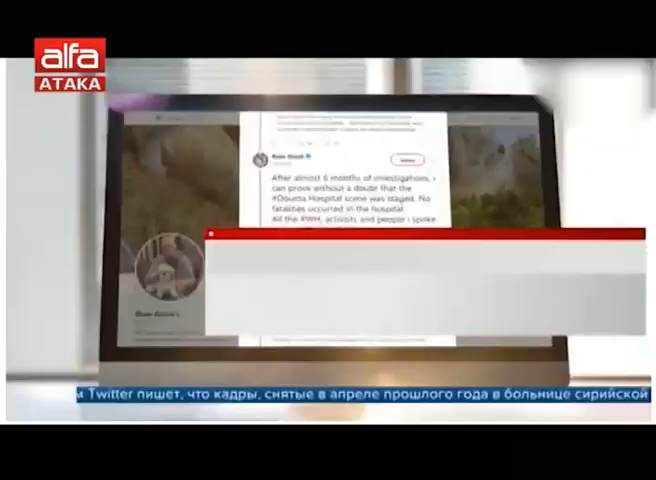 alfa
АТАКА
After almost 6 months of investigations, i
can prove without a doubt that the
#Douma Hospital scene was staged. No
fatalities occurred in the hospital.
All the #WH, activists and people i spoke
м Twitter пишет, что кадры, снятые в апреле прошлого года в больнице сирийской